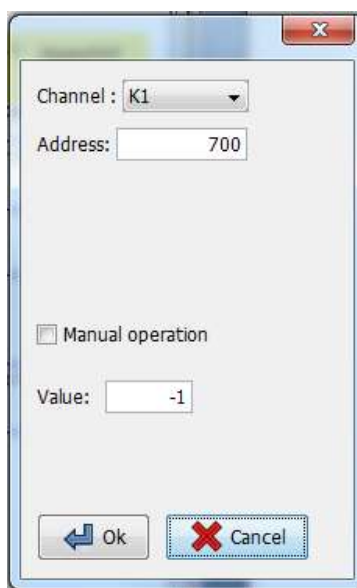 Channel : K1
Address: 700
Manual operation
Value: -1
Ok Cancel